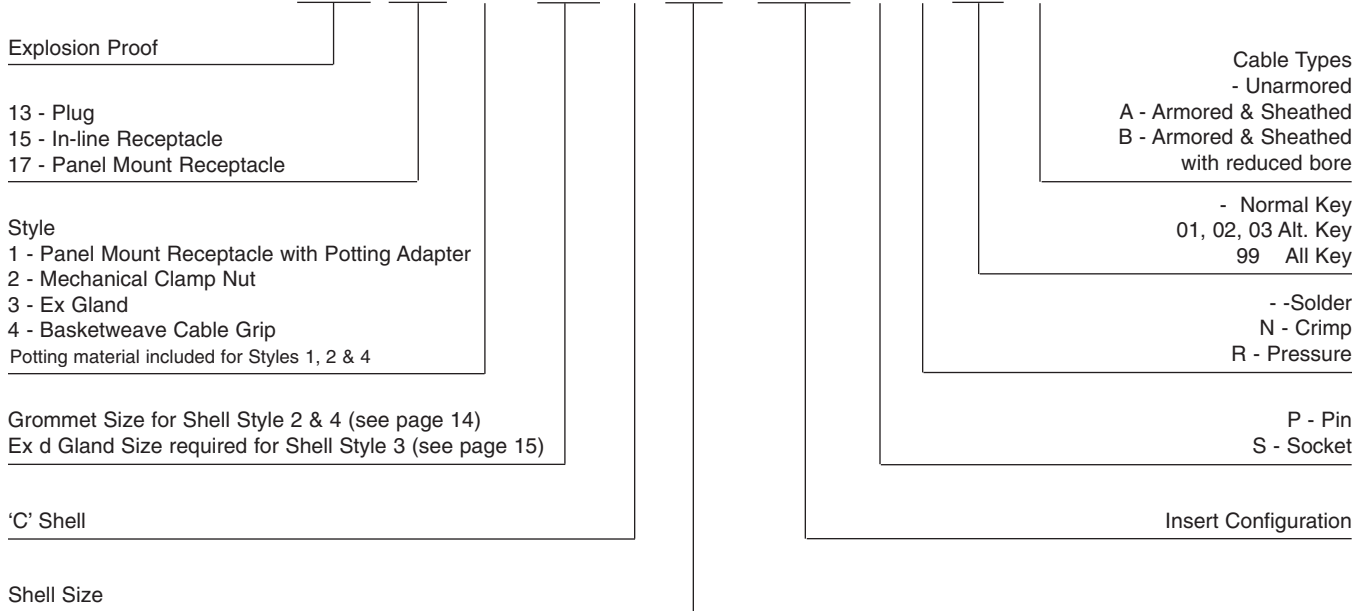 Explosion Proof
13 - Plug
15 - In-line Receptacle
17 - Panel Mount Receptacle
Style
1 - Panel Mount Receptacle with Potting Adapter
2 - Mechanical Clamp Nut
3 - Ex Gland
4 - Basketweave Cable Grip
Potting material included for Styles 1, 2 & 4
Grommet Size for Shell Style 2 & 4 (see page 14)
Ex d Gland Size required for Shell Style 3 (see page 15)
‘C’ Shell
Shell Size
Cable Types
- Unarmored
A - Armored & Sheathed
B - Armored & Sheathed
with reduced bore
- Normal Key
01, 02, 03 Alt. Key
99 All Key
- -Solder
N - Crimp
R - Pressure
P - Pin
S - Socket
Insert Configuration